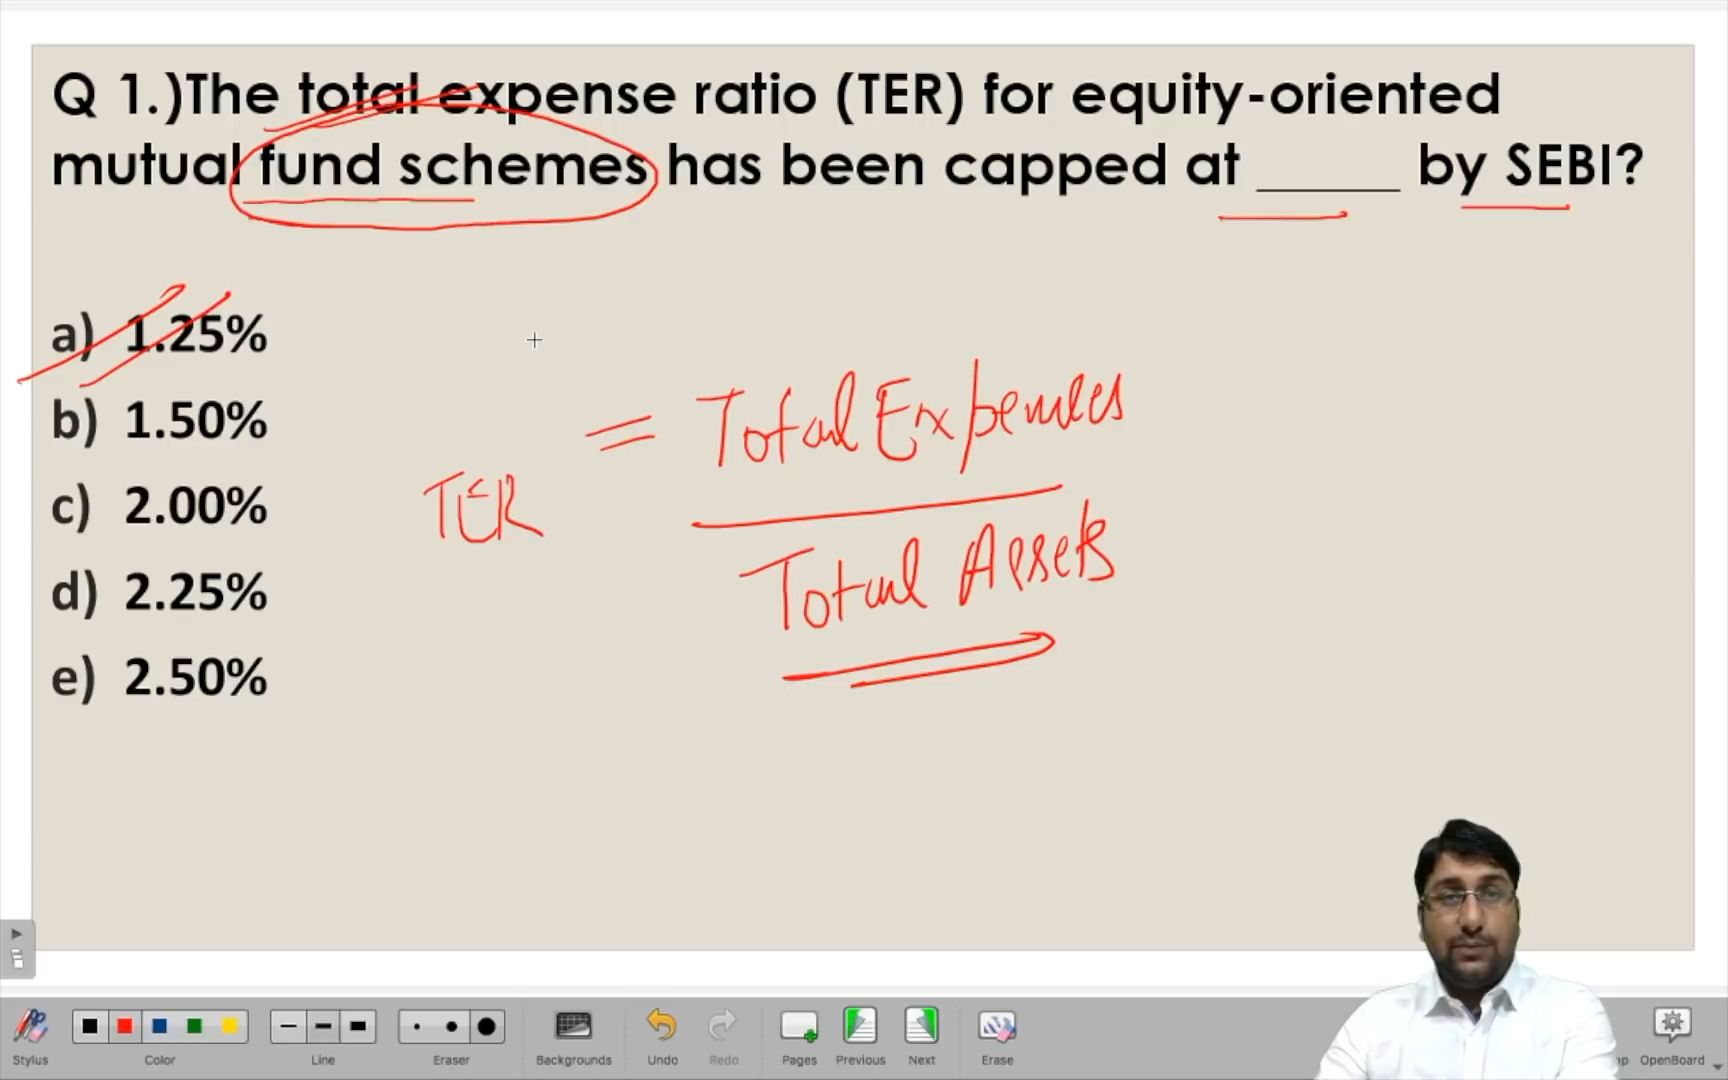 Q 1.)The total expense ratio (TER) for equity-oriented
mutual fund schemes has been capped at _____ by SEBI?
a) 1.25%
b) 1.50%
c) 2.00%
d) 2.25%
e) 2.50%
TER = Total Expenses
Total Assets
Stylus
Color
Line
Eraser
Backgrounds
Undo
Redo
Pages
Previous
Next
Erase
OpenBoard